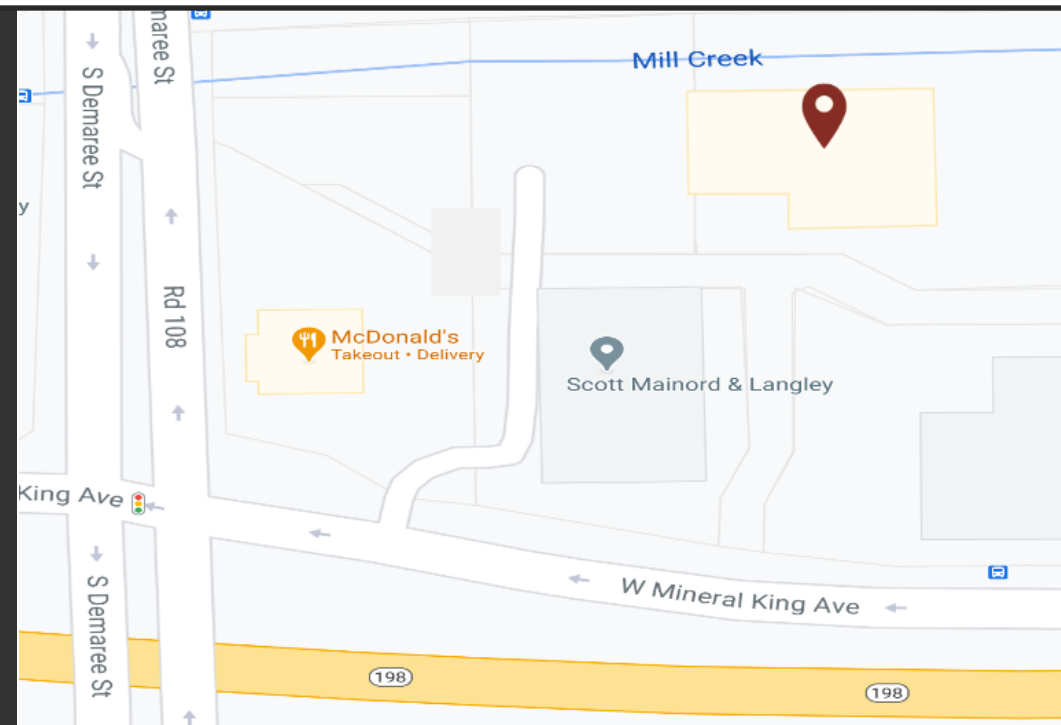 maree St
Mill Creek
S Demaree St
y
Rd 108
McDonald's
Takeout • Delivery
Scott Mainord & Langley
King Ave
W Mineral King Ave
S Demaree St
198
198